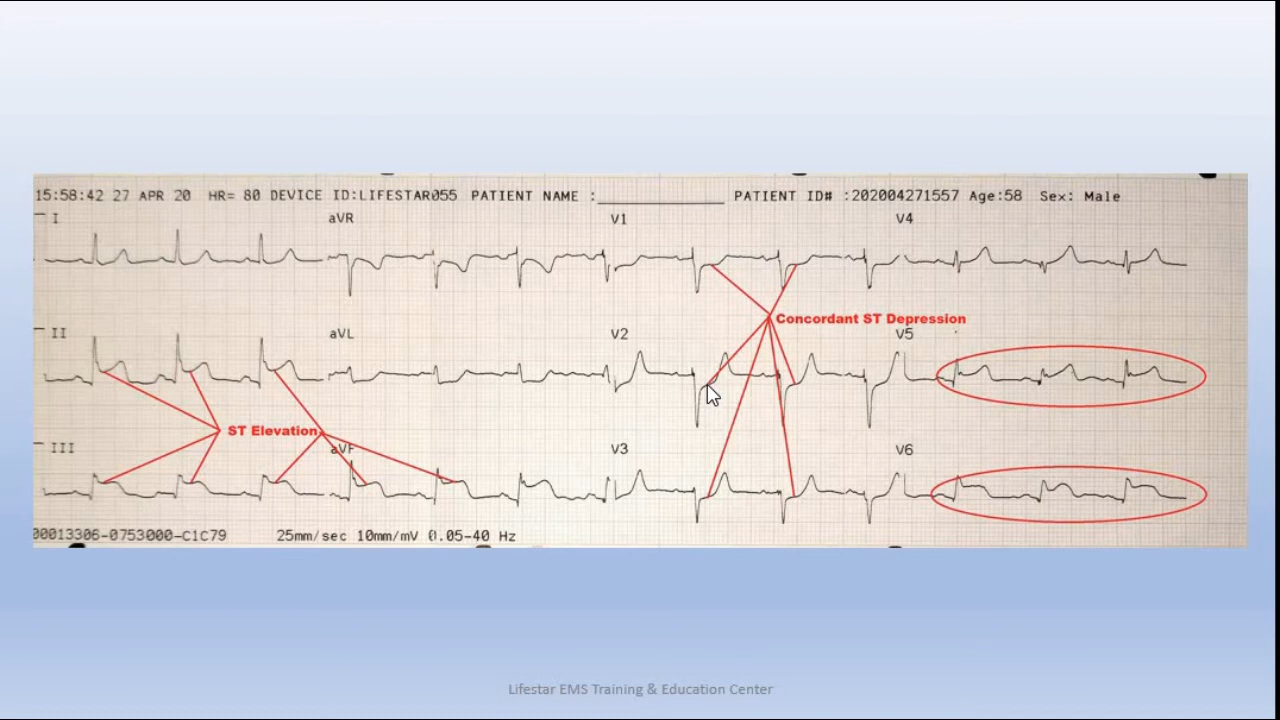 15:58:42 27 APR 20 HR= 80 DEVICE ID:LIFESTAR055 PATIENT NAME :____________ PATIENT ID# :202004271557 Age:58 Sex: Male
I aVR V1 V4
Concordant ST Depression
II aVL V2 V5
ST Elevation
III aVF V3 V6
00013306-0753000-C1C79 25mm/sec 10mm/mV 0.05-40 Hz
Lifestar EMS Training & Education Center